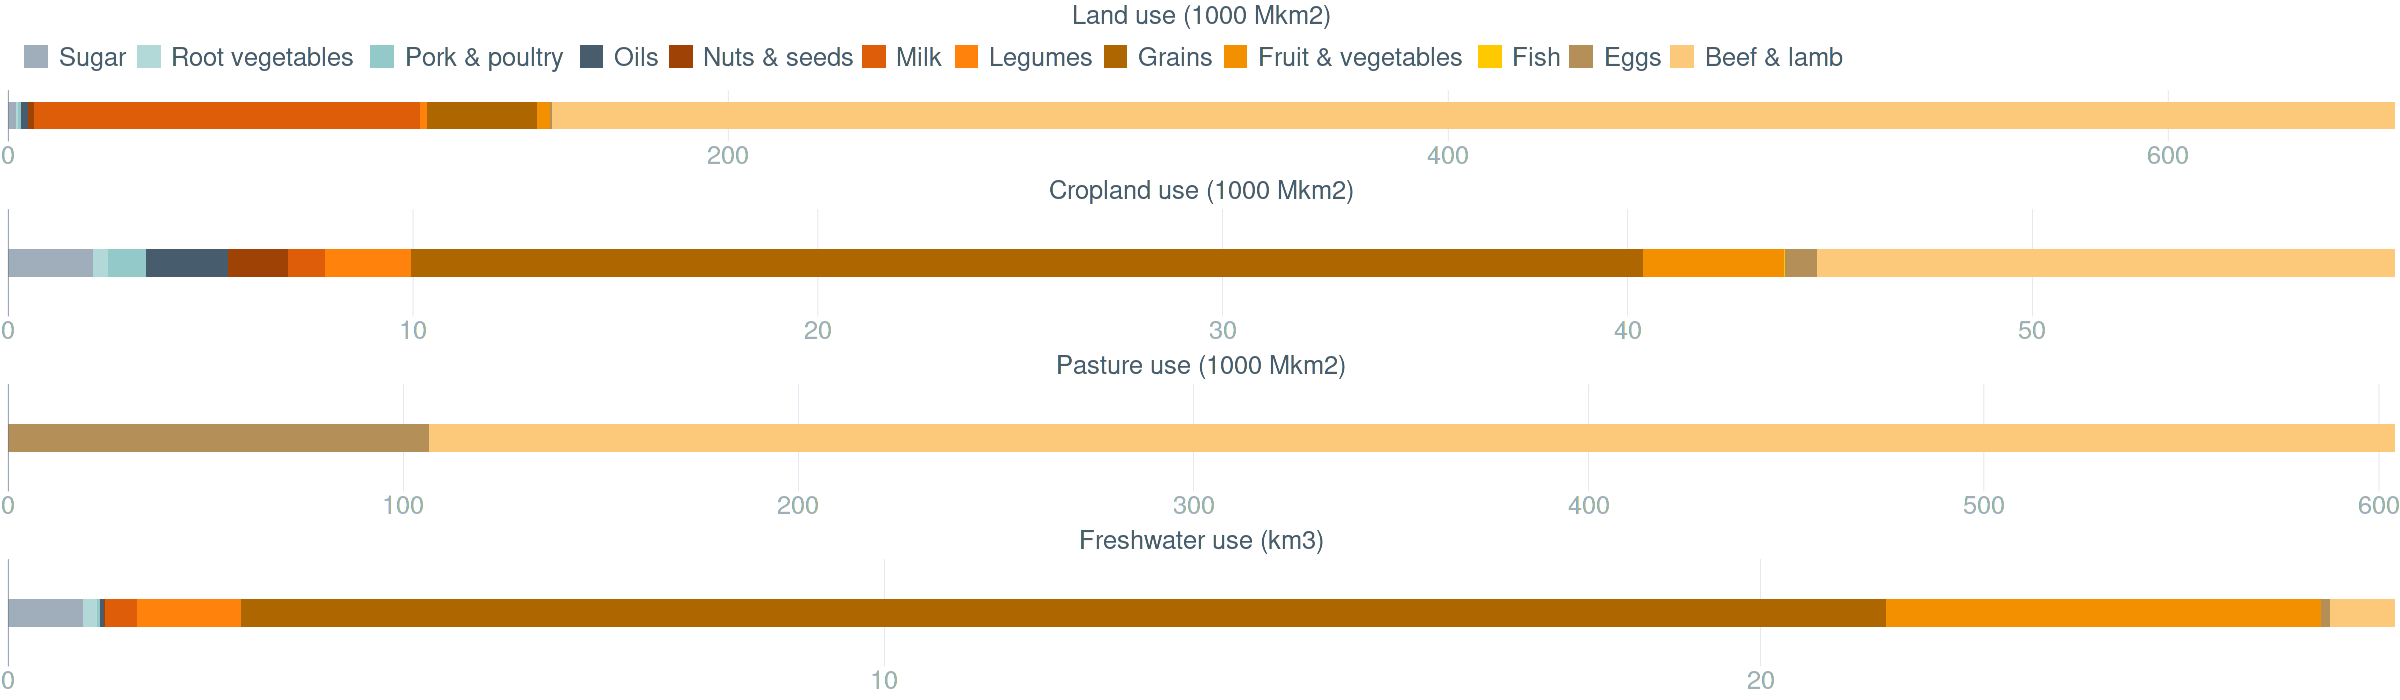 Land use (1000 Mkm2)
Sugar Root vegetables Pork & poultry Oils Nuts & seeds Milk Legumes Grains Fruit & vegetables Fish Eggs Beef & lamb
0 200 400 600
Cropland use (1000 Mkm2)
0 10 20 30 40 50
Pasture use (1000 Mkm2)
0 100 200 300 400 500 600
Freshwater use (km3)
0 10 20